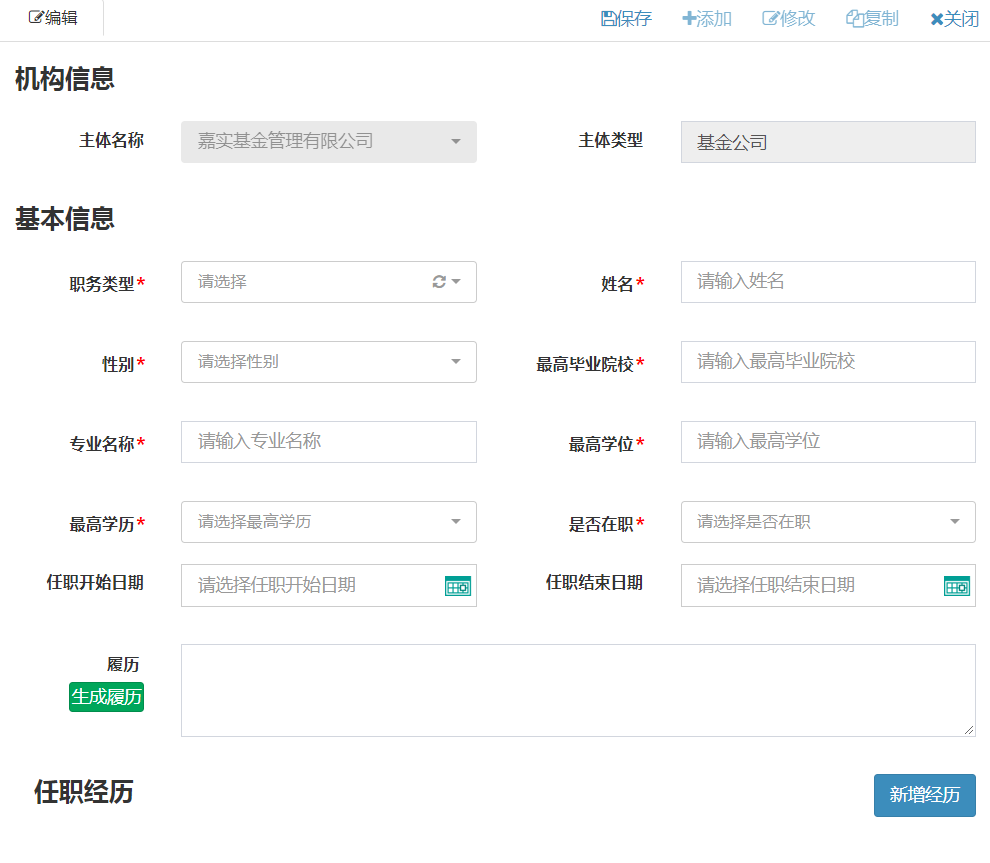 编辑 保存 添加 修改 复制 关闭
机构信息
主体名称 嘉实基金管理有限公司 主体类型 基金公司
基本信息
职务类型* 请选择 姓名* 请输入姓名
性别* 请选择性别 最高毕业院校* 请输入最高毕业院校
专业名称* 请输入专业名称 最高学位* 请输入最高学位
最高学历* 请选择最高学历 是否在职* 请选择是否在职
任职开始日期 请选择任职开始日期 任职结束日期 请选择任职结束日期
履历
生成履历
任职经历 新增经历